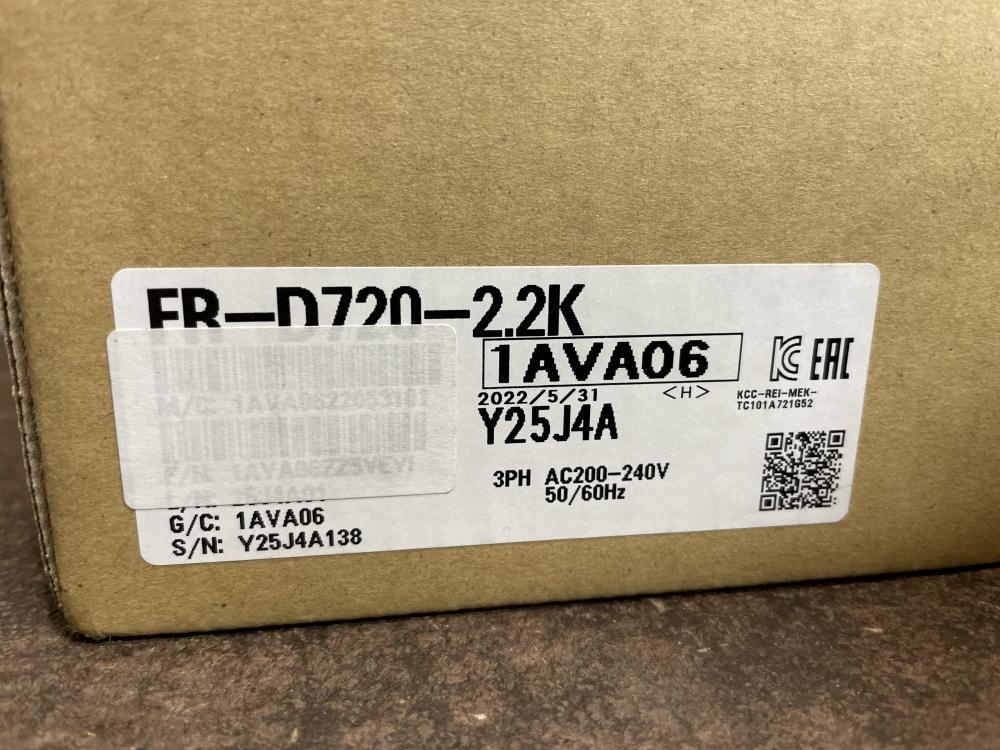 FR-D720-2.2K
1AVA06
2022/5/31 <H>
Y25J4A
3PH AC200-240V
50/60Hz
EAC
KCC-REI-MEK-
TC101A721G52
G/C: 1AVA06
S/N: Y25J4A138